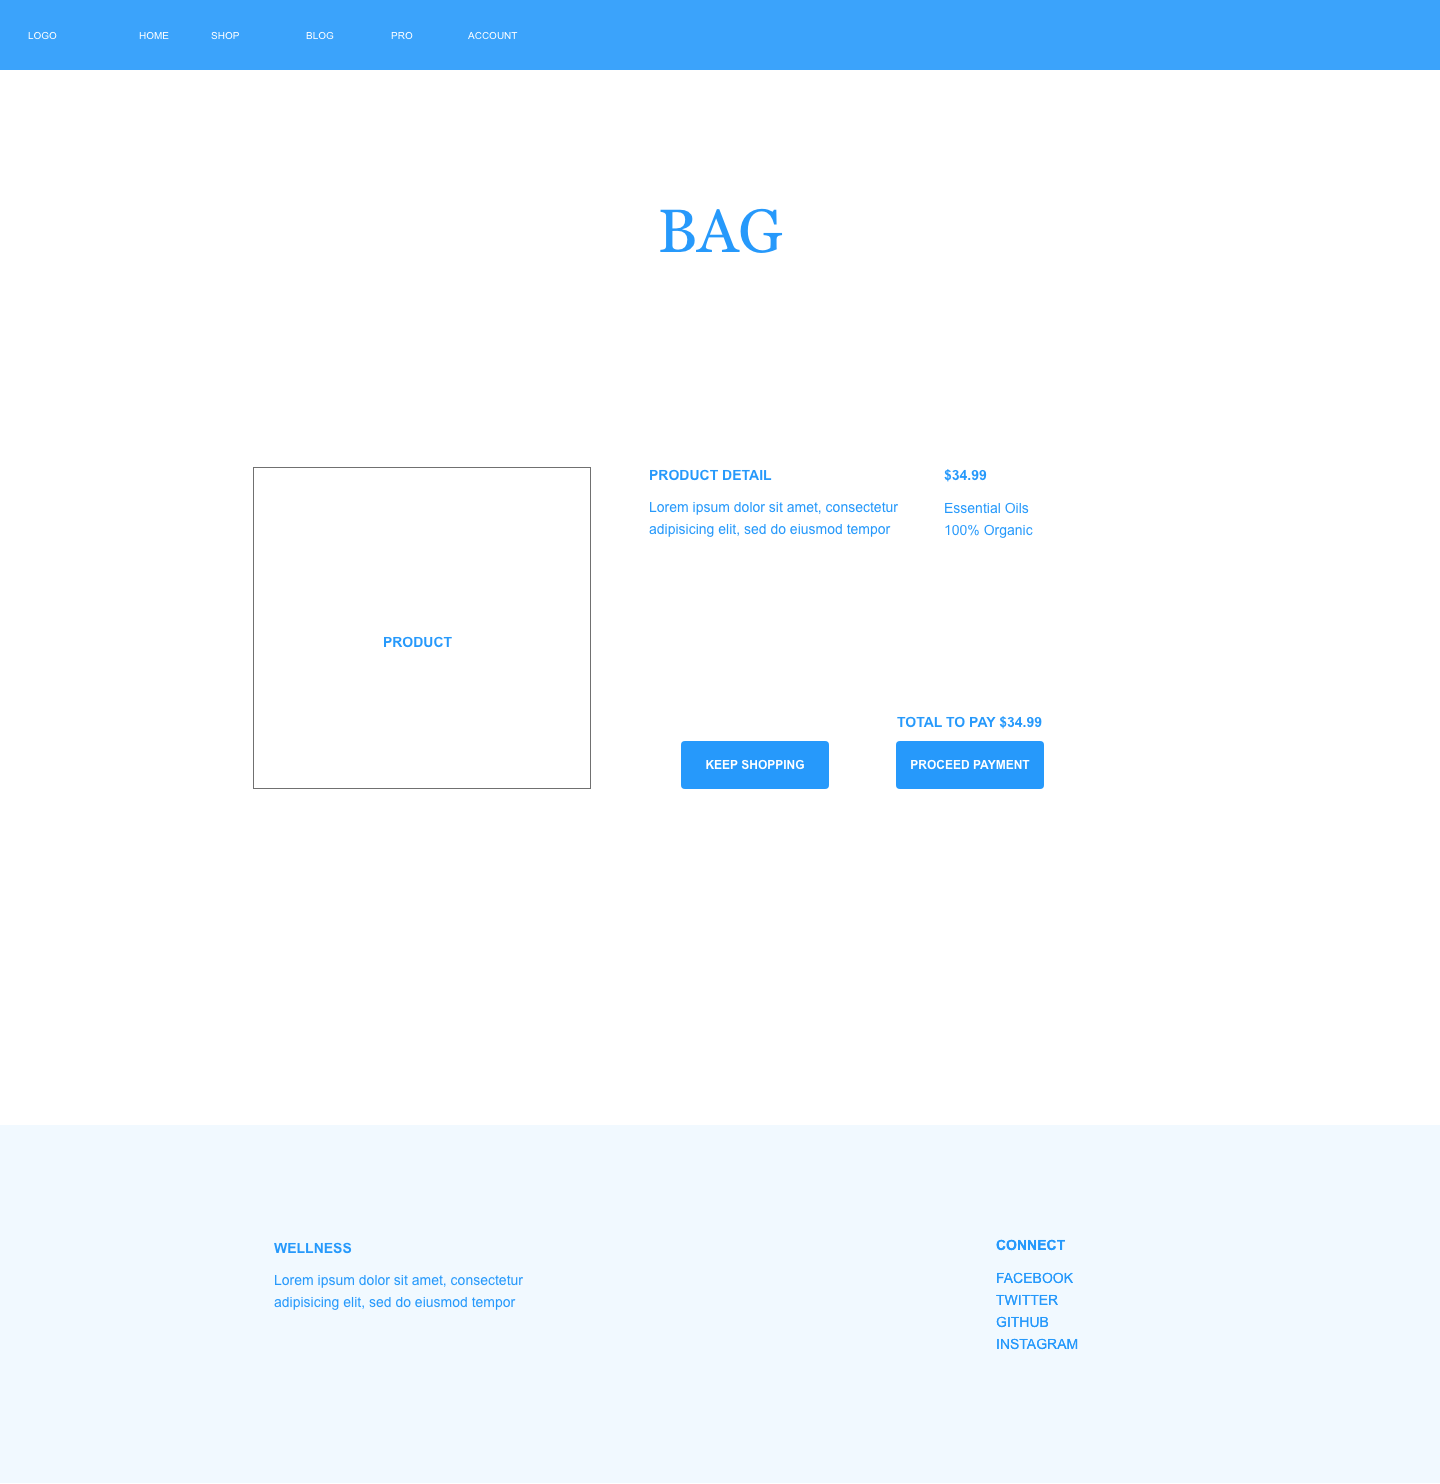 LOGO HOME SHOP BLOG PRO ACCOUNT
BAG
PRODUCT
PRODUCT DETAIL
Lorem ipsum dolor sit amet, consectetur
adipisicing elit, sed do eiusmod tempor
$34.99
Essential Oils
100% Organic
TOTAL TO PAY $34.99
KEEP SHOPPING
PROCEED PAYMENT
WELLNESS
Lorem ipsum dolor sit amet, consectetur
adipisicing elit, sed do eiusmod tempor
CONNECT
FACEBOOK
TWITTER
GITHUB
INSTAGRAM